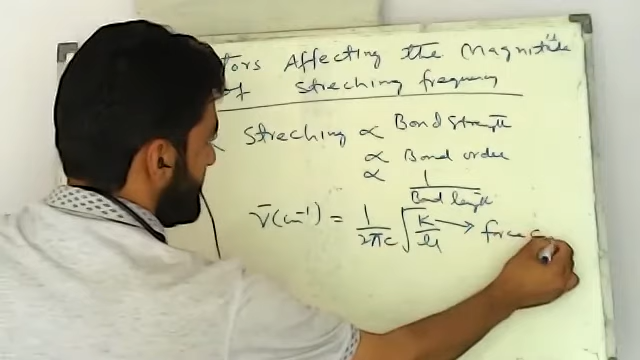 tors Affecting the Magnitude
of Streching frequency
Streching ∝ Bond Strength
∝ Bond order
∝ 1/Bond length
ν̄(cm⁻¹) = 1/2πc √K/μ → force c